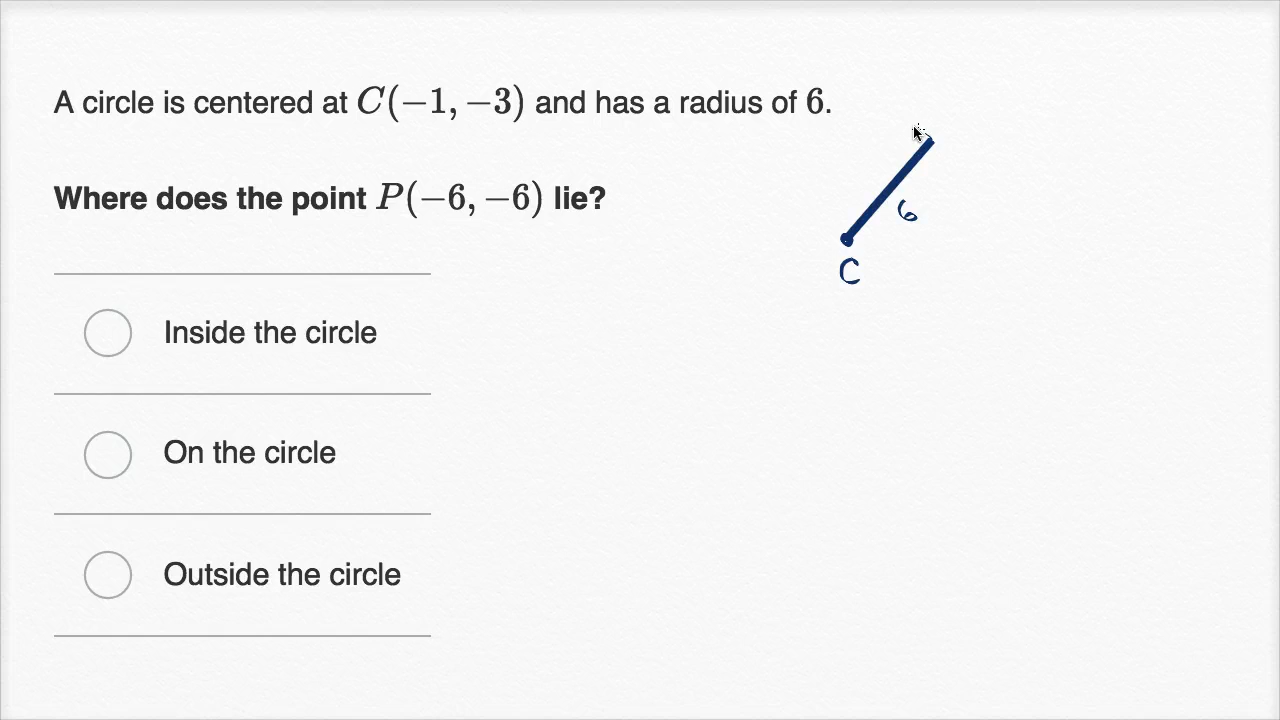 A circle is centered at C(−1, −3) and has a radius of 6.
Where does the point P(−6, −6) lie?
6
C
Inside the circle
On the circle
Outside the circle